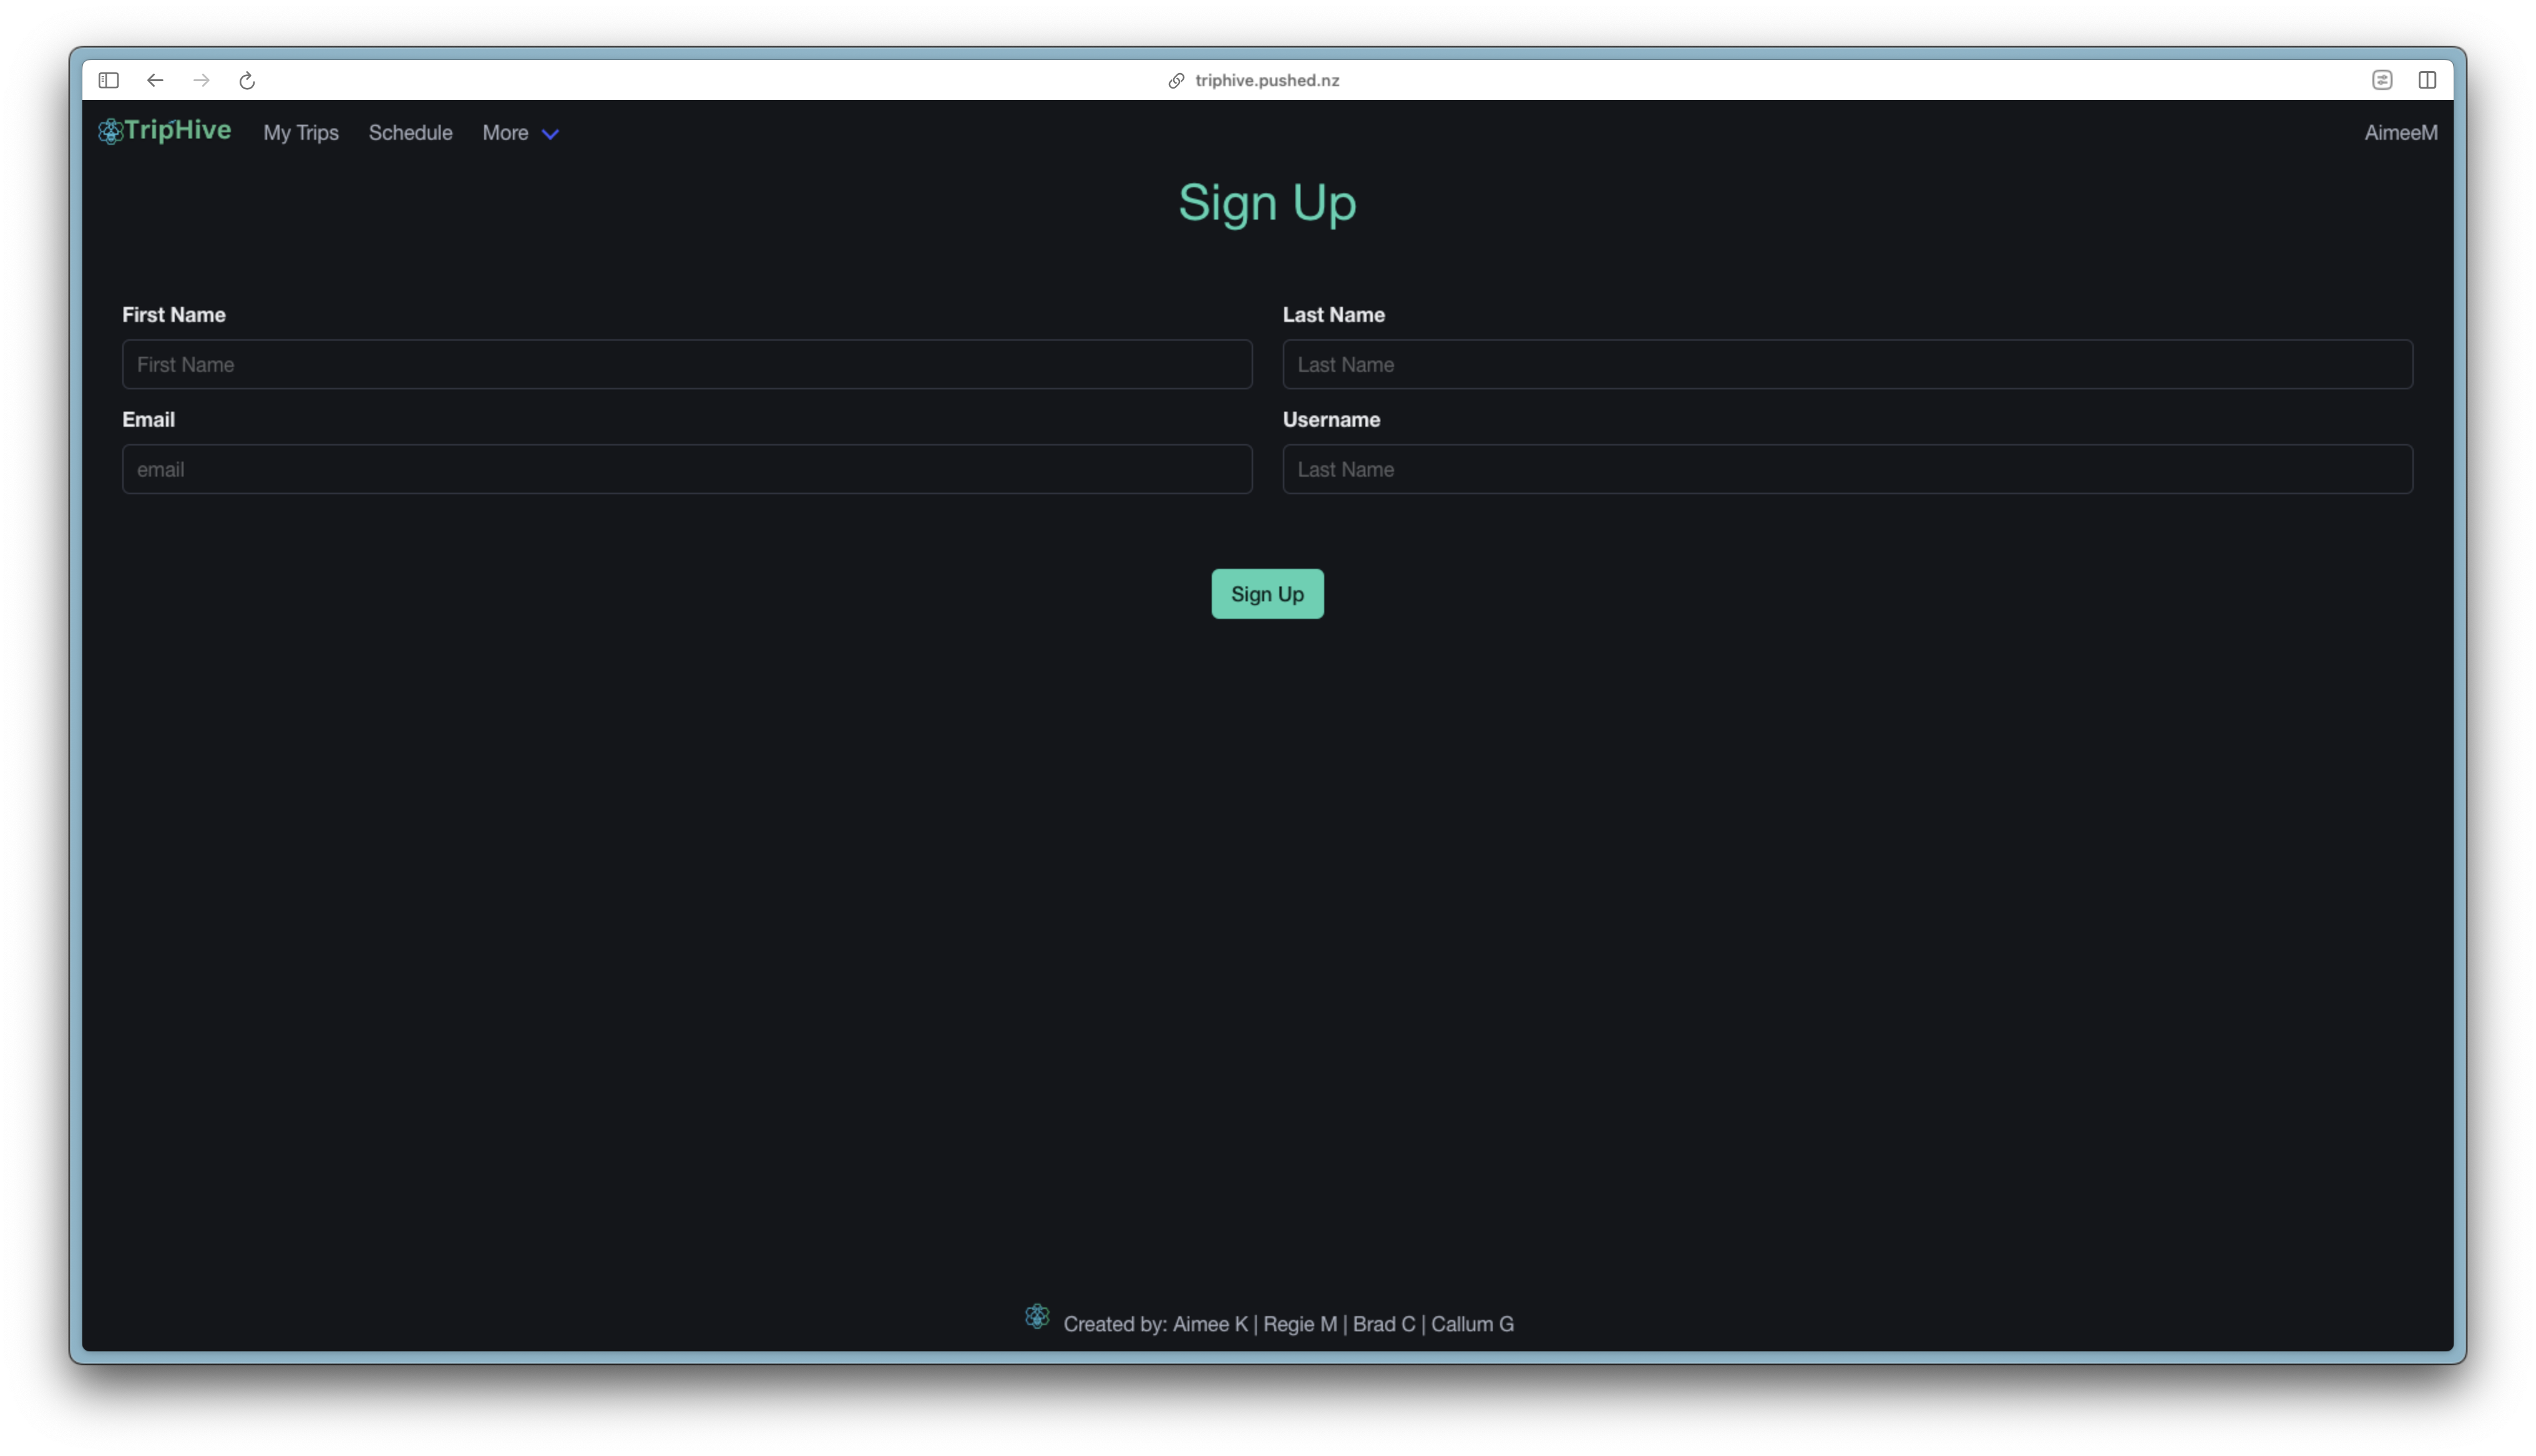 triphive.pushed.nz
TripHive My Trips Schedule More AimeeM
Sign Up
First Name Last Name
First Name Last Name
Email Username
email Last Name
Sign Up
Created by: Aimee K | Regie M | Brad C | Callum G